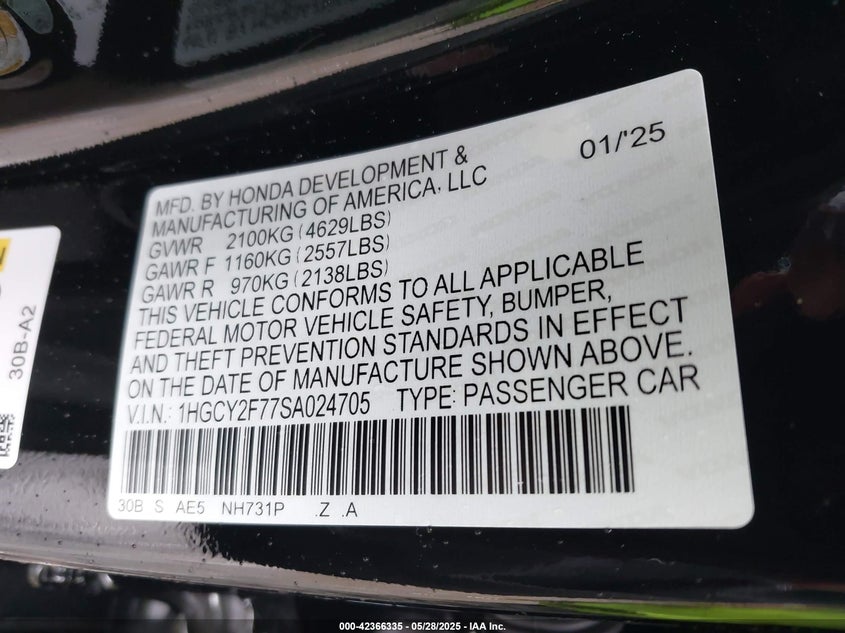 01/'25
MFD. BY HONDA DEVELOPMENT &
MANUFACTURING OF AMERICA, LLC
GVWR 2100KG (4629LBS)
GAWR F 1160KG (2557LBS)
GAWR R 970KG (2138LBS)
THIS VEHICLE CONFORMS TO ALL APPLICABLE
FEDERAL MOTOR VEHICLE SAFETY, BUMPER,
AND THEFT PREVENTION STANDARDS IN EFFECT
ON THE DATE OF MANUFACTURE SHOWN ABOVE.
V.I.N.: 1HGCY2F77SA024705 TYPE: PASSENGER CAR
30B S AE5 NH731P .Z .A
30B-A2
000-42366335 - 05/28/2025 - IAA Inc.